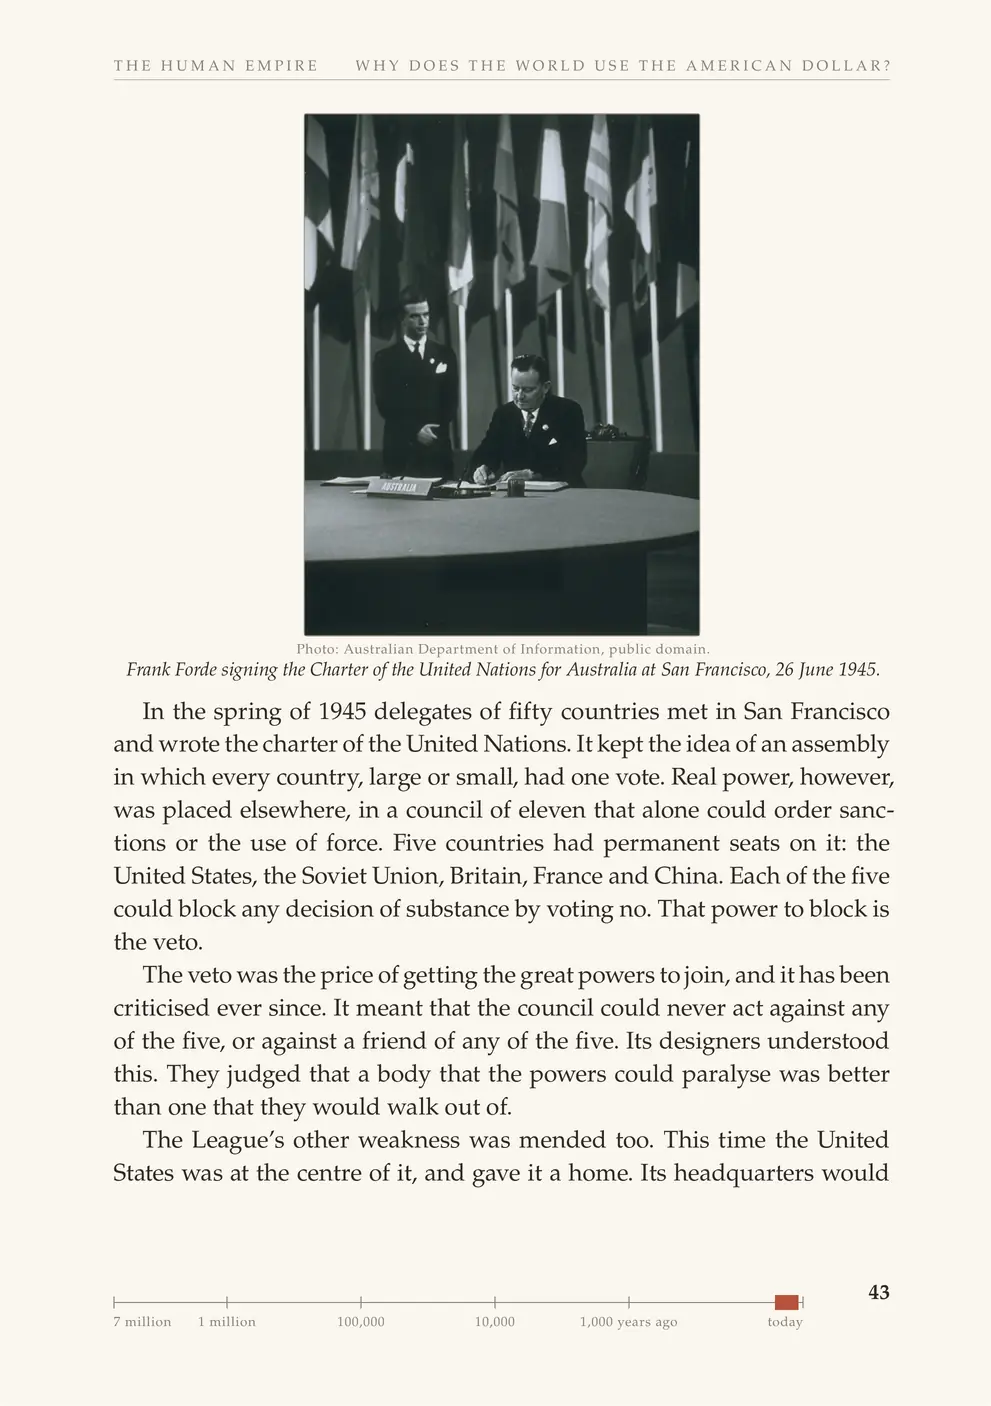 THE HUMAN EMPIRE WHY DOES THE WORLD USE THE AMERICAN DOLLAR?
AUSTRALIA
Photo: Australian Department of Information, public domain.
Frank Forde signing the Charter of the United Nations for Australia at San Francisco, 26 June 1945.
In the spring of 1945 delegates of fifty countries met in San Francisco
and wrote the charter of the United Nations. It kept the idea of an assembly
in which every country, large or small, had one vote. Real power, however,
was placed elsewhere, in a council of eleven that alone could order sanc-
tions or the use of force. Five countries had permanent seats on it: the
United States, the Soviet Union, Britain, France and China. Each of the five
could block any decision of substance by voting no. That power to block is
the veto.
The veto was the price of getting the great powers to join, and it has been
criticised ever since. It meant that the council could never act against any
of the five, or against a friend of any of the five. Its designers understood
this. They judged that a body that the powers could paralyse was better
than one that they would walk out of.
The League’s other weakness was mended too. This time the United
States was at the centre of it, and gave it a home. Its headquarters would
43
7 million 1 million 100,000 10,000 1,000 years ago today